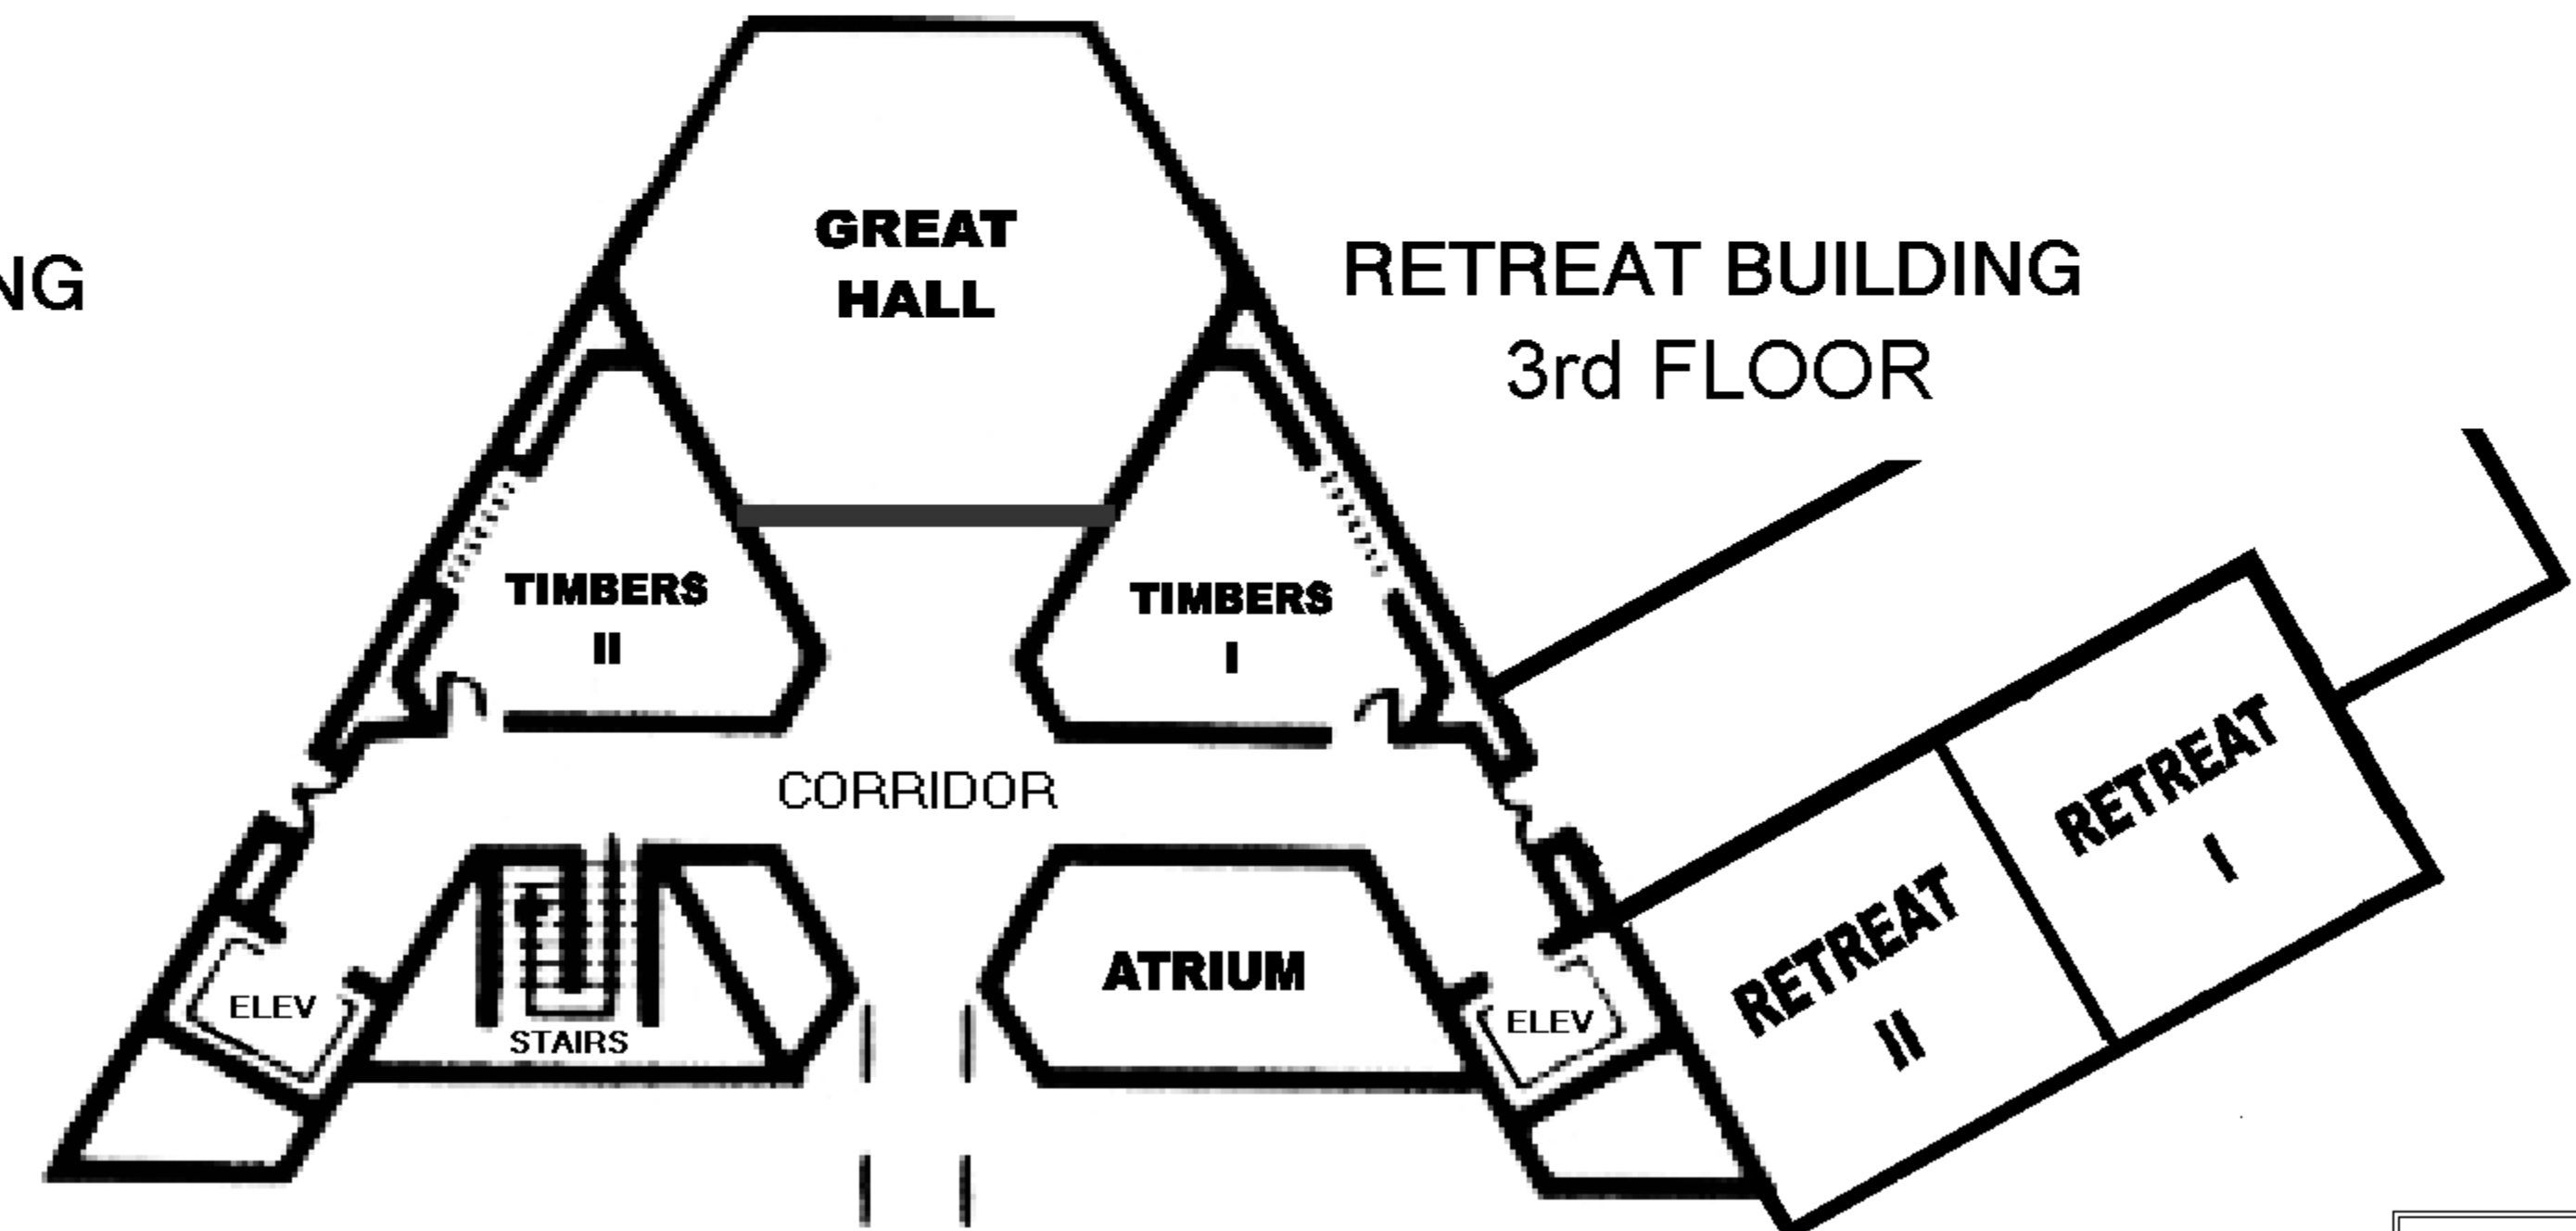 GREAT
HALL
NG
RETREAT BUILDING
3rd FLOOR
TIMBERS
II
TIMBERS
I
CORRIDOR
RETREAT
I
RETREAT
II
ATRIUM
ELEV
STAIRS
ELEV